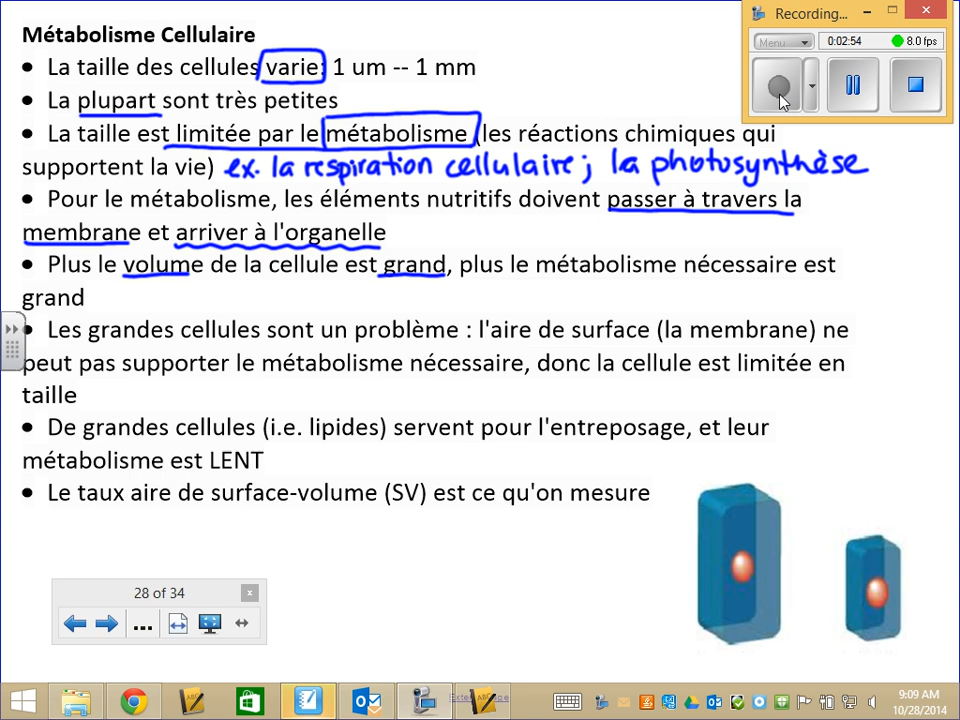 Métabolisme Cellulaire
• La taille des cellules varie: 1 um -- 1 mm
• La plupart sont très petites
• La taille est limitée par le métabolisme (les réactions chimiques qui
supportent la vie) ex. la respiration cellulaire; la photosynthèse
• Pour le métabolisme, les éléments nutritifs doivent passer à travers la
membrane et arriver à l'organelle
• Plus le volume de la cellule est grand, plus le métabolisme nécessaire est
grand
• Les grandes cellules sont un problème : l'aire de surface (la membrane) ne
peut pas supporter le métabolisme nécessaire, donc la cellule est limitée en
taille
• De grandes cellules (i.e. lipides) servent pour l'entreposage, et leur
métabolisme est LENT
• Le taux aire de surface-volume (SV) est ce qu'on mesure
Recording...
Menu
0:02:54
8.0 fps
28 of 34
...
9:09 AM
10/28/2014